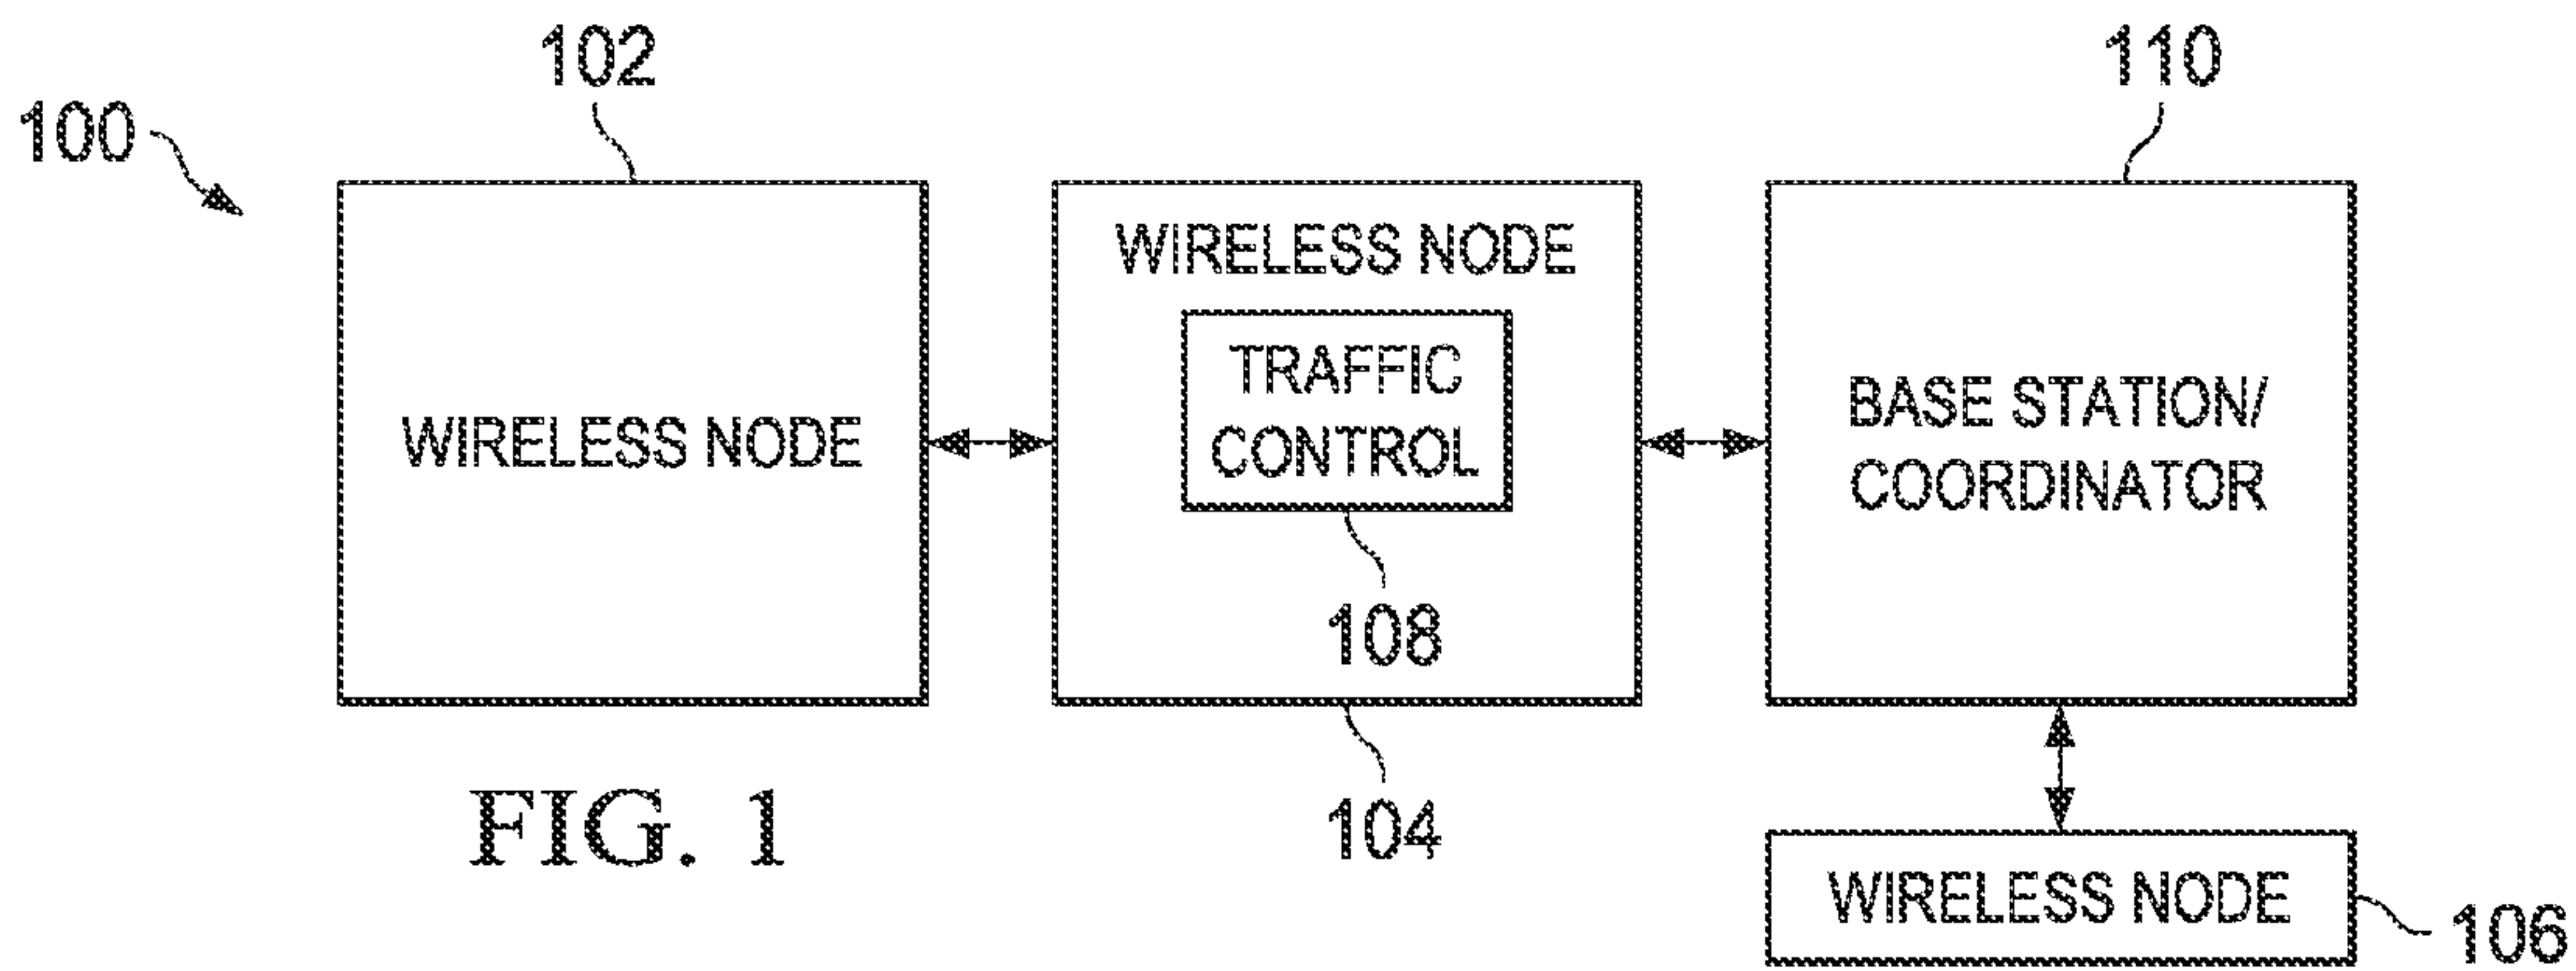 102
110
100
WIRELESS NODE
WIRELESS NODE
TRAFFIC
CONTROL
108
104
BASE STATION/
COORDINATOR
WIRELESS NODE
106
FIG. 1